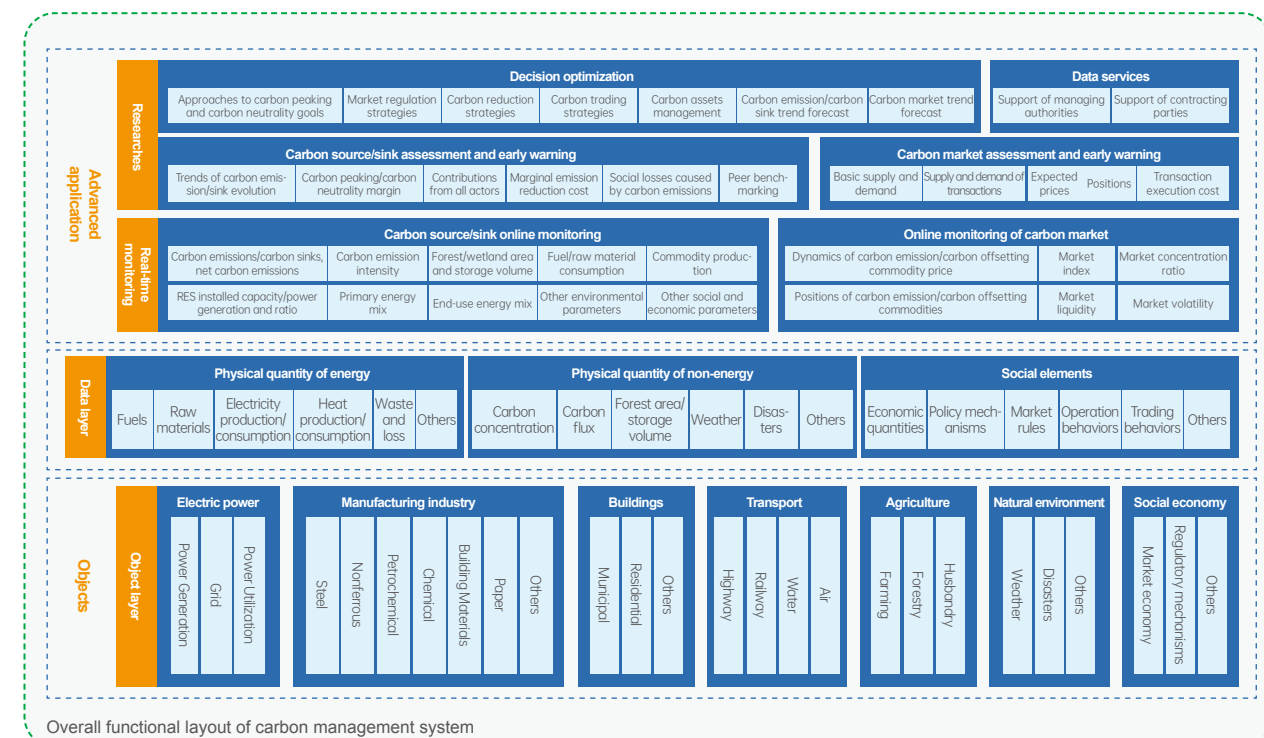 Advanced
application
Researches
Decision optimization
Approaches to carbon peaking
and carbon neutrality goals
Market regulation
strategies
Carbon reduction
strategies
Carbon trading
strategies
Carbon assets
management
Carbon emission/carbon
sink trend forecast
Carbon market trend
forecast
Data services
Support of managing
authorities
Support of contracting
parties
Carbon source/sink assessment and early warning
Trends of carbon emis-
sion/sink evolution
Carbon peaking/carbon
neutrality margin
Contributions
from all actors
Marginal emission
reduction cost
Social losses caused
by carbon emissions
Peer bench-
marking
Carbon market assessment and early warning
Basic supply and
demand
Supply and demand of
transactions
Expected
prices
Positions
Transaction
execution cost
Real-time
monitoring
Carbon source/sink online monitoring
Carbon emissions/carbon sinks,
net carbon emissions
Carbon emission
intensity
Forest/wetland area
and storage volume
Fuel/raw material
consumption
Commodity produc-
tion
RES installed capacity/power
generation and ratio
Primary energy
mix
End-use energy mix
Other environmental
parameters
Other social and
economic parameters
Online monitoring of carbon market
Dynamics of carbon emission/carbon offsetting
commodity price
Market
index
Market concentration
ratio
Positions of carbon emission/carbon offsetting
commodities
Market
liquidity
Market volatility
Data layer
Physical quantity of energy
Fuels
Raw
materials
Electricity
production/
consumption
Heat
production/
consumption
Waste
and
loss
Others
Physical quantity of non-energy
Carbon
concentration
Carbon
flux
Forest area/
storage
volume
Weather
Disas-
ters
Others
Social elements
Economic
quantities
Policy mech-
anisms
Market
rules
Operation
behaviors
Trading
behaviors
Others
Objects
Object layer
Electric power
Power Generation
Grid
Power Utilization
Manufacturing industry
Steel
Nonferrous
Petrochemical
Chemical
Building Materials
Paper
Others
Buildings
Municipal
Residential
Others
Transport
Highway
Railway
Water
Air
Agriculture
Farming
Forestry
Husbandry
Natural environment
Weather
Disasters
Others
Social economy
Market economy
Regulatory mechanisms
Others
Overall functional layout of carbon management system